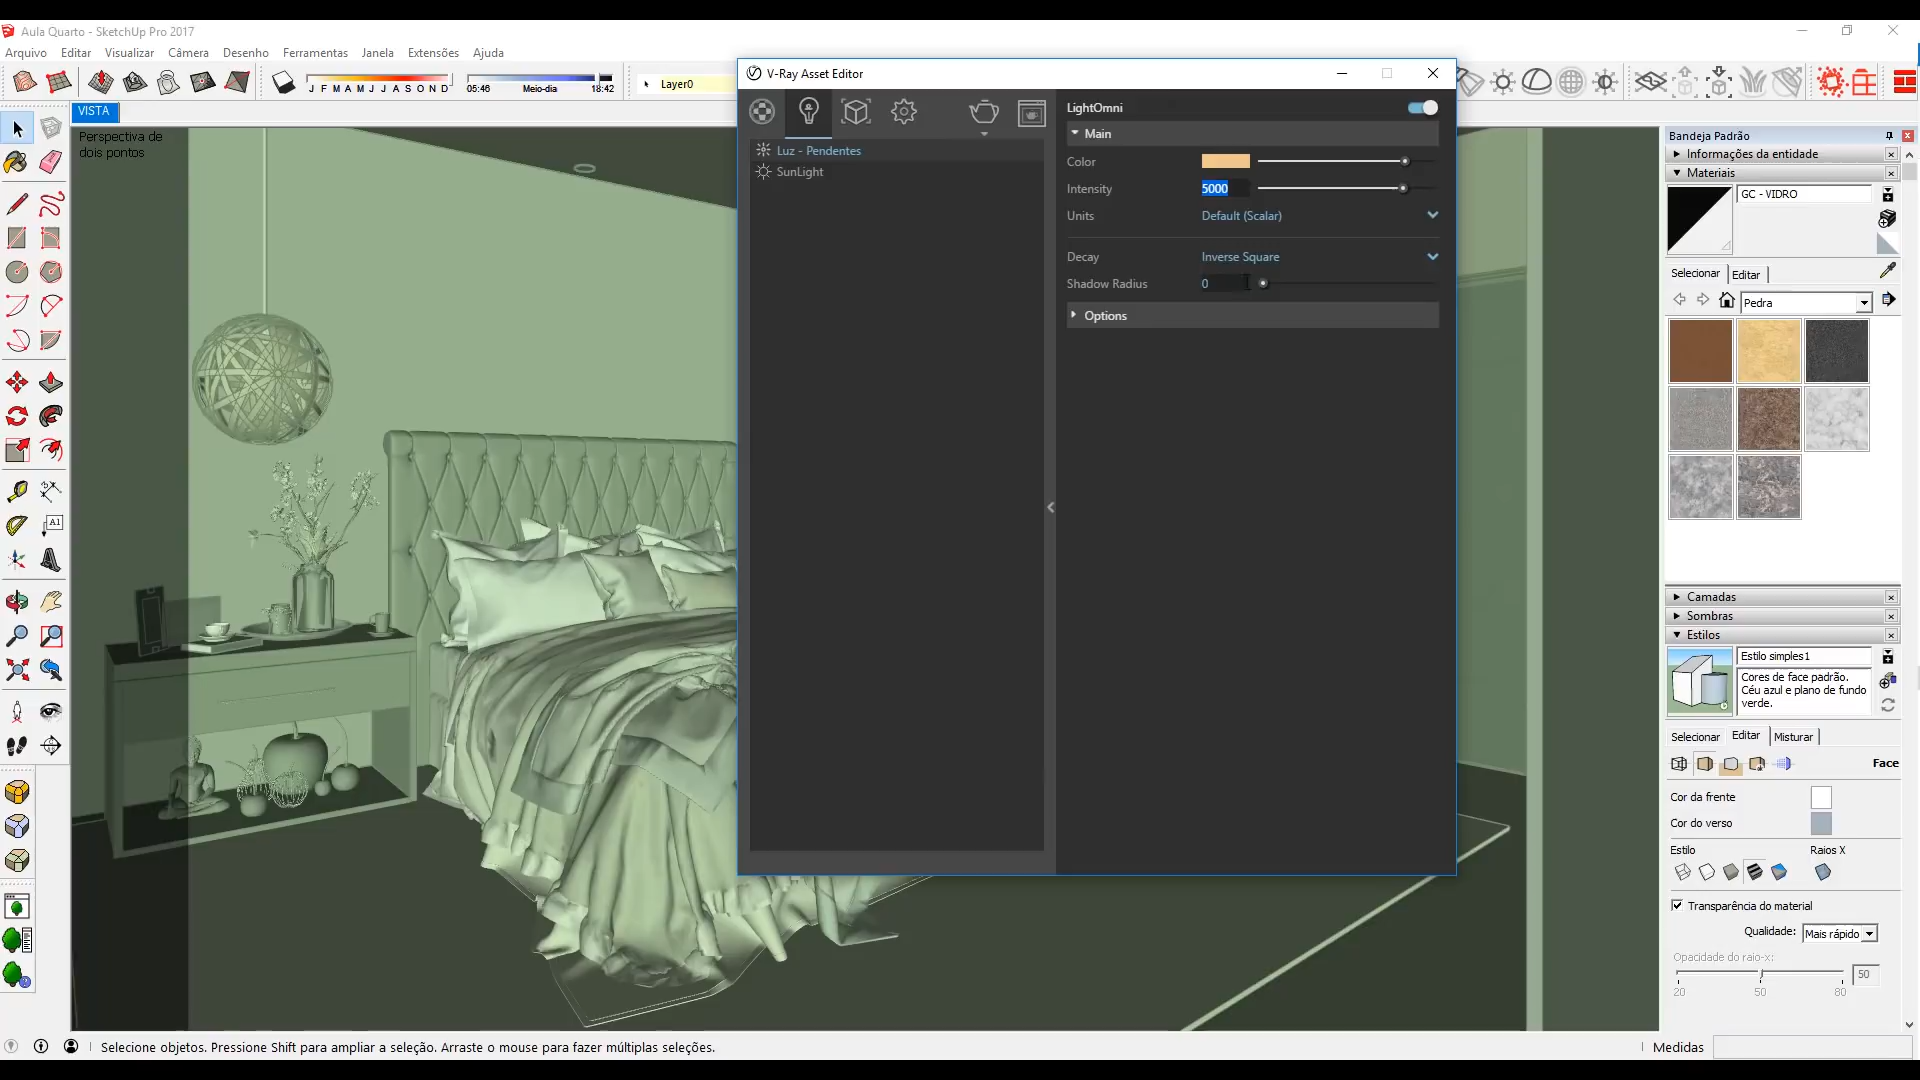 Aula Quarto - SketchUp Pro 2017
Arquivo Editar Visualizar Câmera Desenho Ferramentas Janela Extensões Ajuda
J F M A M J J A S O N D
05:46 Meio-dia 18:42
Layer0
VISTA
Perspectiva de
dois pontos
V-Ray Asset Editor
Luz - Pendentes
SunLight
LightOmni
Main
Color
Intensity 5000
Units Default (Scalar)
Decay Inverse Square
Shadow Radius 0
Options
Bandeja Padrão
Informações da entidade
Materiais
GC - VIDRO
Selecionar Editar
Pedra
Camadas
Sombras
Estilos
Estilo simples1
Cores de face padrão.
Céu azul e plano de fundo
verde.
Selecionar Editar Misturar
Face
Cor da frente
Cor do verso
Estilo Raios X
Transparência do material
Qualidade: Mais rápido
Opacidade do raio-x:
50
20 50 80
A1
Selecione objetos. Pressione Shift para ampliar a seleção. Arraste o mouse para fazer múltiplas seleções.
Medidas